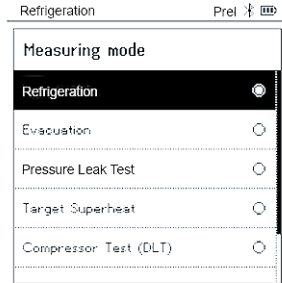 Refrigeration Prel
Measuring mode
Refrigeration
Evacuation
Pressure Leak Test
Target Superheat
Compressor Test (DLT)